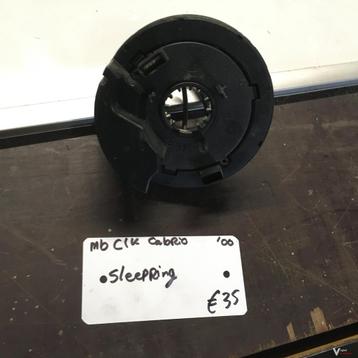 MB Clk Cabrio '00
• Sleepring •
€35